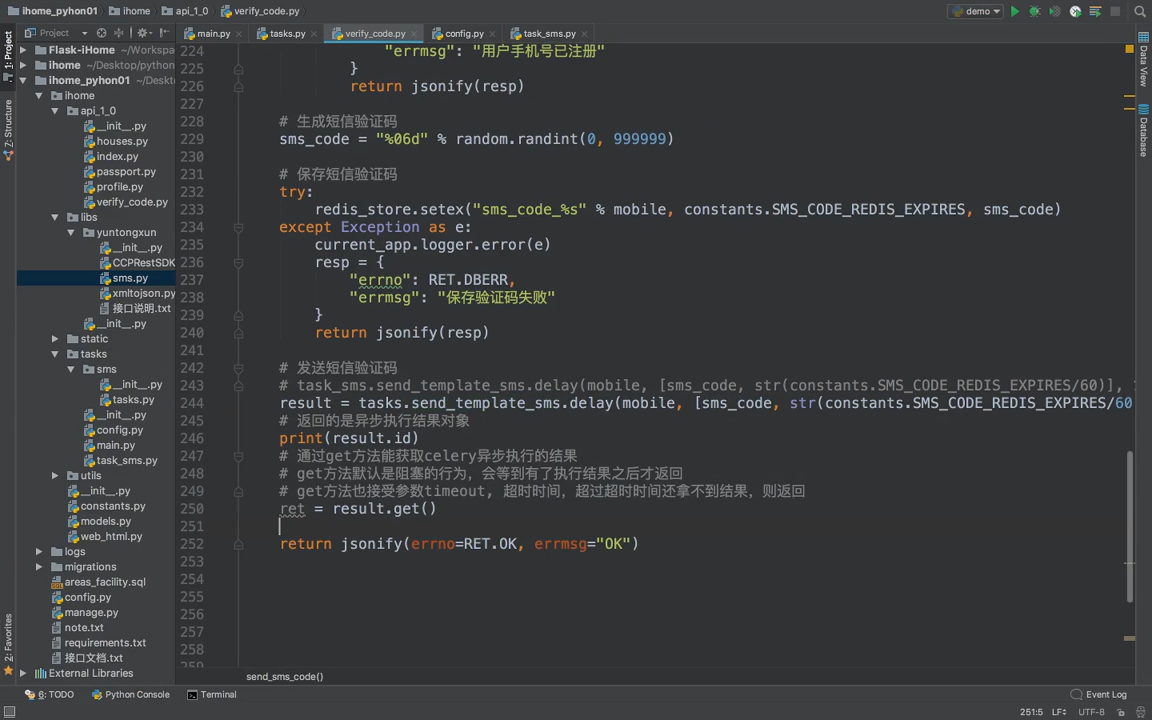 ihome_pyhon01
ihome
api_1_0
verify_code.py
demo
Project
main.py
tasks.py
verify_code.py
config.py
task_sms.py
1: Project
Z: Structure
2: Favorites
Data View
Database
Flask-iHome ~/Workspa
ihome ~/Desktop/python
ihome_pyhon01 ~/Deskt
ihome
api_1_0
__init__.py
houses.py
index.py
passport.py
profile.py
verify_code.py
libs
yuntongxun
__init__.py
CCPRestSDK
sms.py
xmltojson.py
接口说明.txt
__init__.py
static
tasks
sms
__init__.py
tasks.py
__init__.py
config.py
main.py
task_sms.py
utils
__init__.py
constants.py
models.py
web_html.py
logs
migrations
areas_facility.sql
config.py
manage.py
note.txt
requirements.txt
接口文档.txt
External Libraries
224 "errmsg": "用户手机号已注册"
225 }
226 return jsonify(resp)
227
228 # 生成短信验证码
229 sms_code = "%06d" % random.randint(0, 999999)
230
231 # 保存短信验证码
232 try:
233 redis_store.setex("sms_code_%s" % mobile, constants.SMS_CODE_REDIS_EXPIRES, sms_code)
234 except Exception as e:
235 current_app.logger.error(e)
236 resp = {
237 "errno": RET.DBERR,
238 "errmsg": "保存验证码失败"
239 }
240 return jsonify(resp)
241
242 # 发送短信验证码
243 # task_sms.send_template_sms.delay(mobile, [sms_code, str(constants.SMS_CODE_REDIS_EXPIRES/60)],
244 result = tasks.send_template_sms.delay(mobile, [sms_code, str(constants.SMS_CODE_REDIS_EXPIRES/60
245 # 返回的是异步执行结果对象
246 print(result.id)
247 # 通过get方法能获取celery异步执行的结果
248 # get方法默认是阻塞的行为，会等到有了执行结果之后才返回
249 # get方法也接受参数timeout, 超时时间，超过超时时间还拿不到结果，则返回
250 ret = result.get()
251
252 return jsonify(errno=RET.OK, errmsg="OK")
253
254
255
256
257
258
259
send_sms_code()
6: TODO
Python Console
Terminal
Event Log
251:5 LF UTF-8